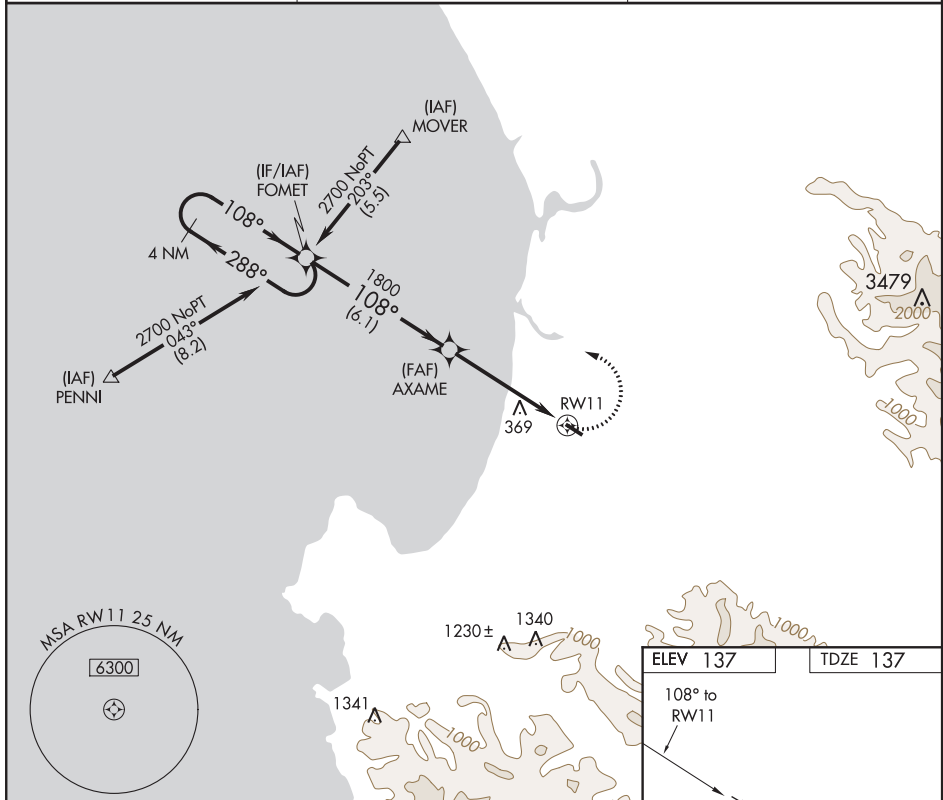 (IAF)
MOVER
(IF/IAF)
FOMET
2700 NoPT
203°
(5.5)
108°
4 NM
288°
1800
108°
(6.1)
2700 NoPT
043°
(8.2)
(IAF)
PENNI
(FAF)
AXAME
369
RW11
3479
2000
1000
MSA RW11 25 NM
6300
1230±
1340
1000
1000
1341
1000
ELEV 137
TDZE 137
108° to
RW11